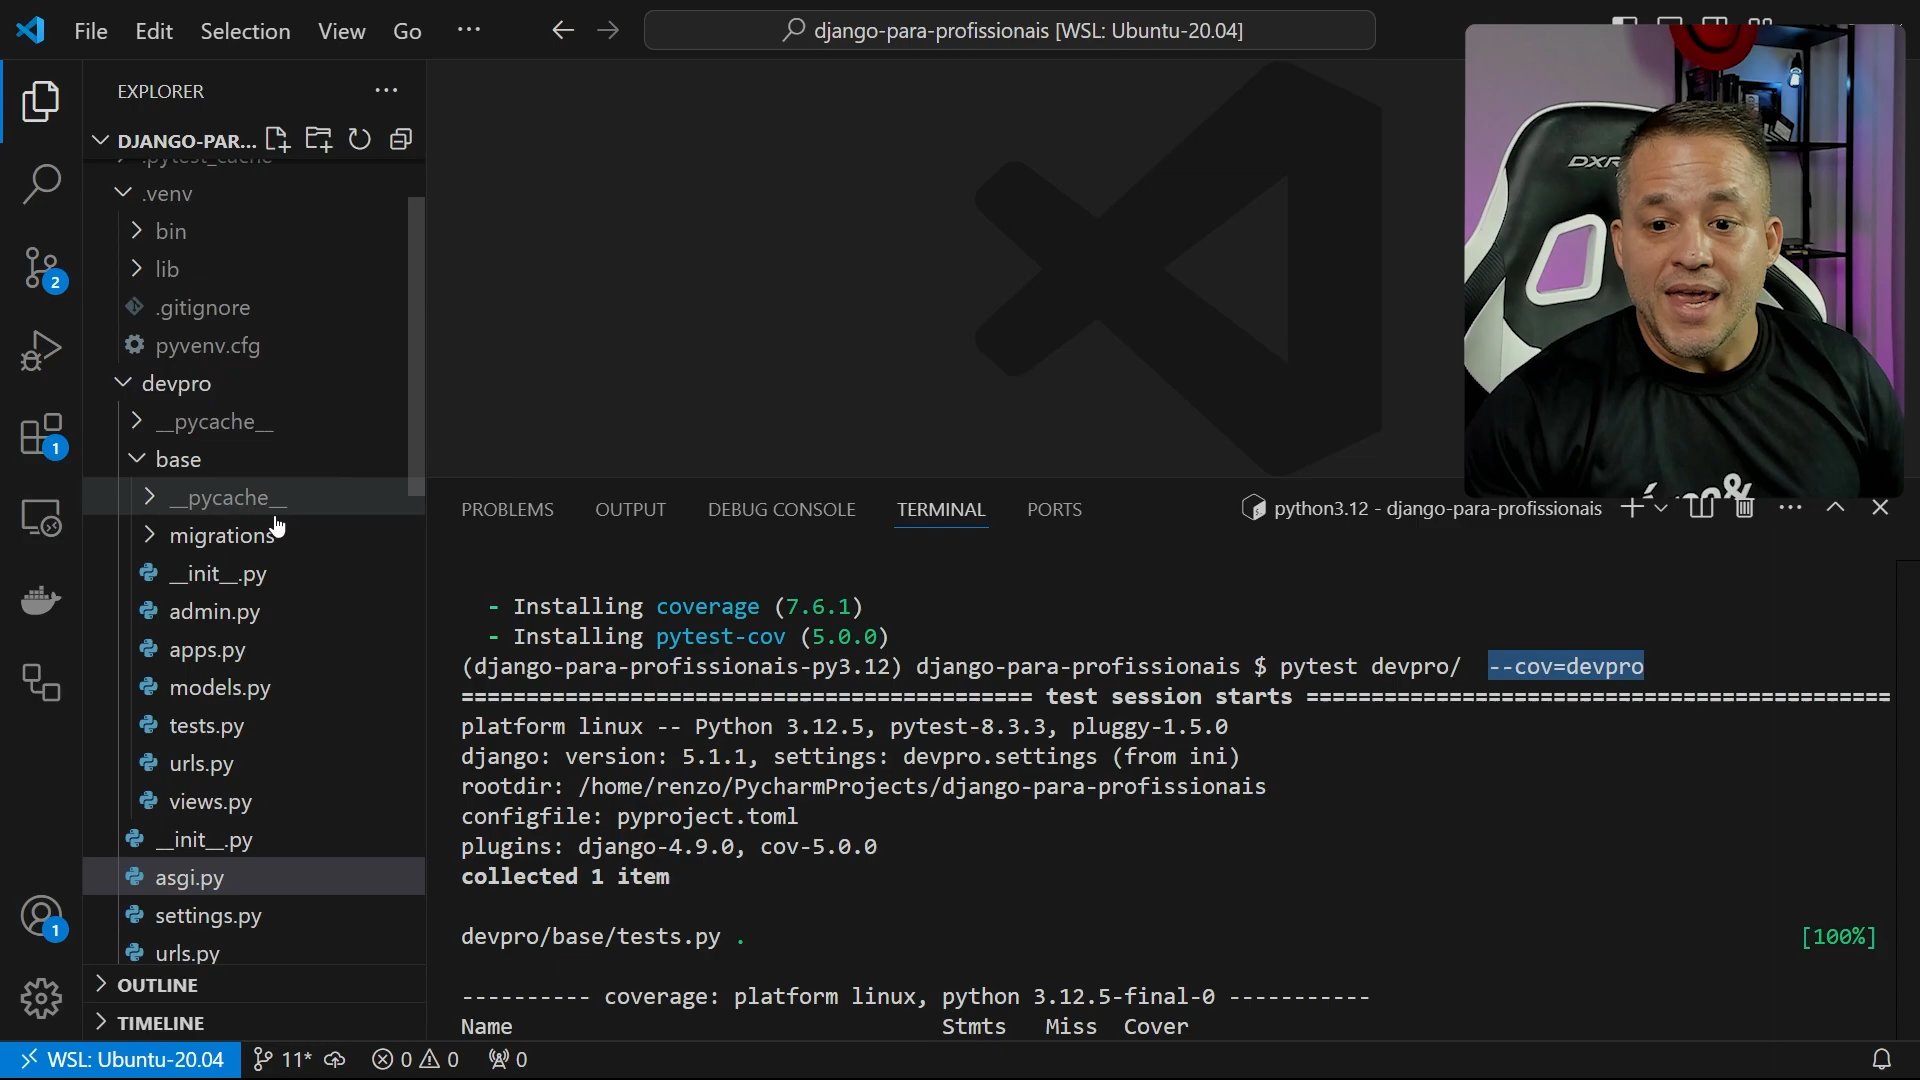 File Edit Selection View Go ···
django-para-profissionais [WSL: Ubuntu-20.04]
EXPLORER
DJANGO-PAR...
.pytest_cache
.venv
bin
lib
.gitignore
pyvenv.cfg
devpro
__pycache__
base
__pycache__
migrations
__init__.py
admin.py
apps.py
models.py
tests.py
urls.py
views.py
__init__.py
asgi.py
settings.py
urls.py
OUTLINE
TIMELINE
2
1
1
DXR
PROBLEMS OUTPUT DEBUG CONSOLE TERMINAL PORTS
python3.12 - django-para-profissionais
- Installing coverage (7.6.1)
- Installing pytest-cov (5.0.0)
(django-para-profissionais-py3.12) django-para-profissionais $ pytest devpro/  --cov=devpro
============================================ test session starts =============================================
platform linux -- Python 3.12.5, pytest-8.3.3, pluggy-1.5.0
django: version: 5.1.1, settings: devpro.settings (from ini)
rootdir: /home/renzo/PycharmProjects/django-para-profissionais
configfile: pyproject.toml
plugins: django-4.9.0, cov-5.0.0
collected 1 item
devpro/base/tests.py . [100%]
---------- coverage: platform linux, python 3.12.5-final-0 -----------
Name Stmts Miss Cover
WSL: Ubuntu-20.04 11* 0 0 0